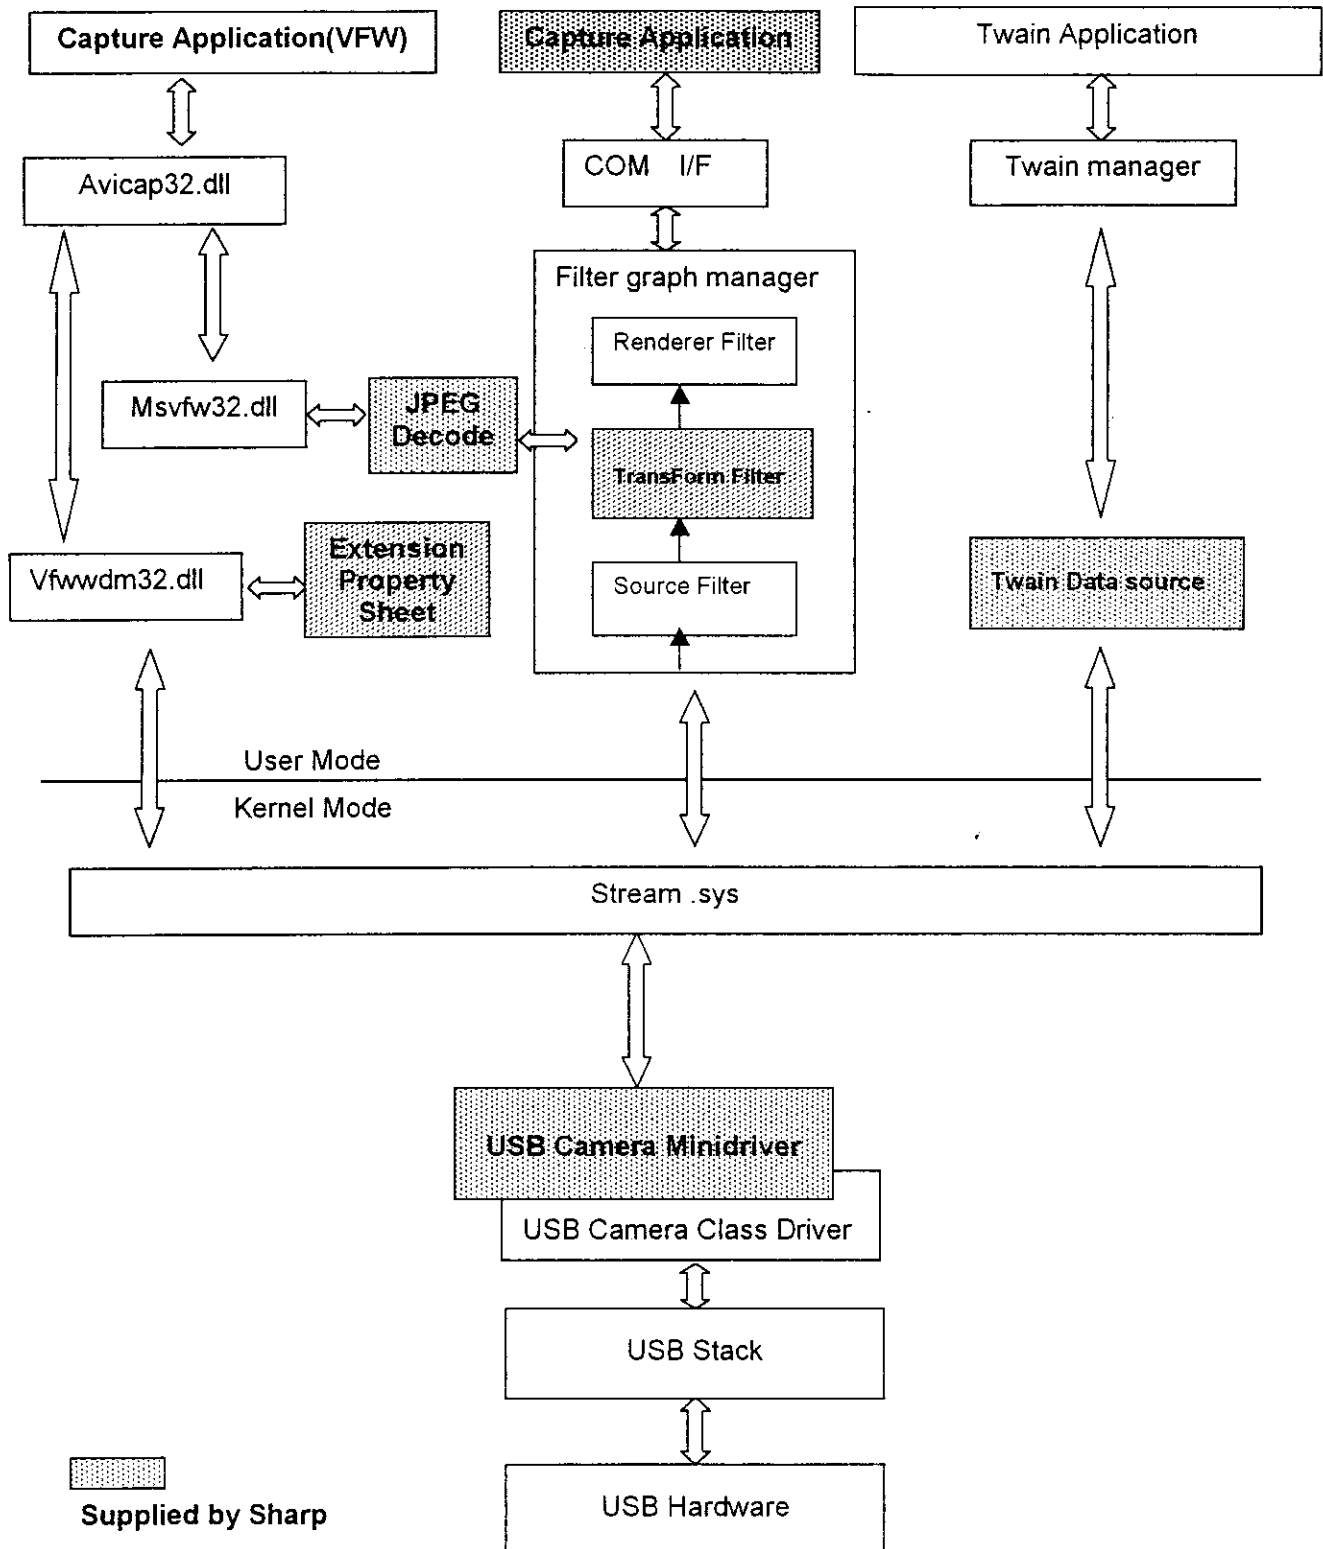 Capture Application(VFW)
Capture Application
Twain Application
Avicap32.dll
COM I/F
Twain manager
Filter graph manager
Renderer Filter
Msvfw32.dll
JPEG
Decode
TransForm Filter
Vfwwdm32.dll
Extension
Property
Sheet
Source Filter
Twain Data source
User Mode
Kernel Mode
Stream .sys
USB Camera Minidriver
USB Camera Class Driver
USB Stack
USB Hardware
Supplied by Sharp